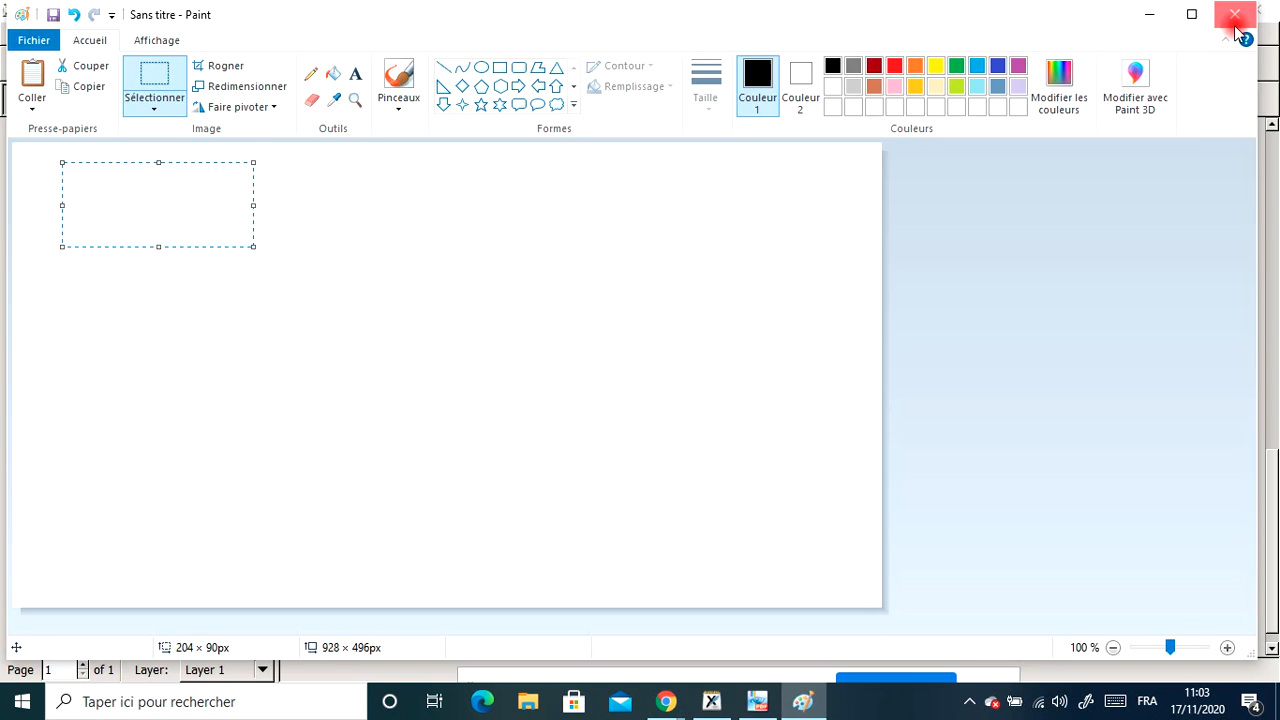 Sans titre - Paint
Fichier
Accueil
Affichage
Coller
Couper
Copier
Presse-papiers
Sélectionner
Rogner
Redimensionner
Faire pivoter
Image
A
Outils
Pinceaux
Formes
Contour
Remplissage
Taille
Couleur
1
Couleur
2
Modifier les
couleurs
Modifier avec
Paint 3D
Couleurs
204 × 90px
928 × 496px
100 %
Page
1
of 1
Layer:
Layer 1
Taper ici pour rechercher
X
PDF
FRA
11:03
17/11/2020
4